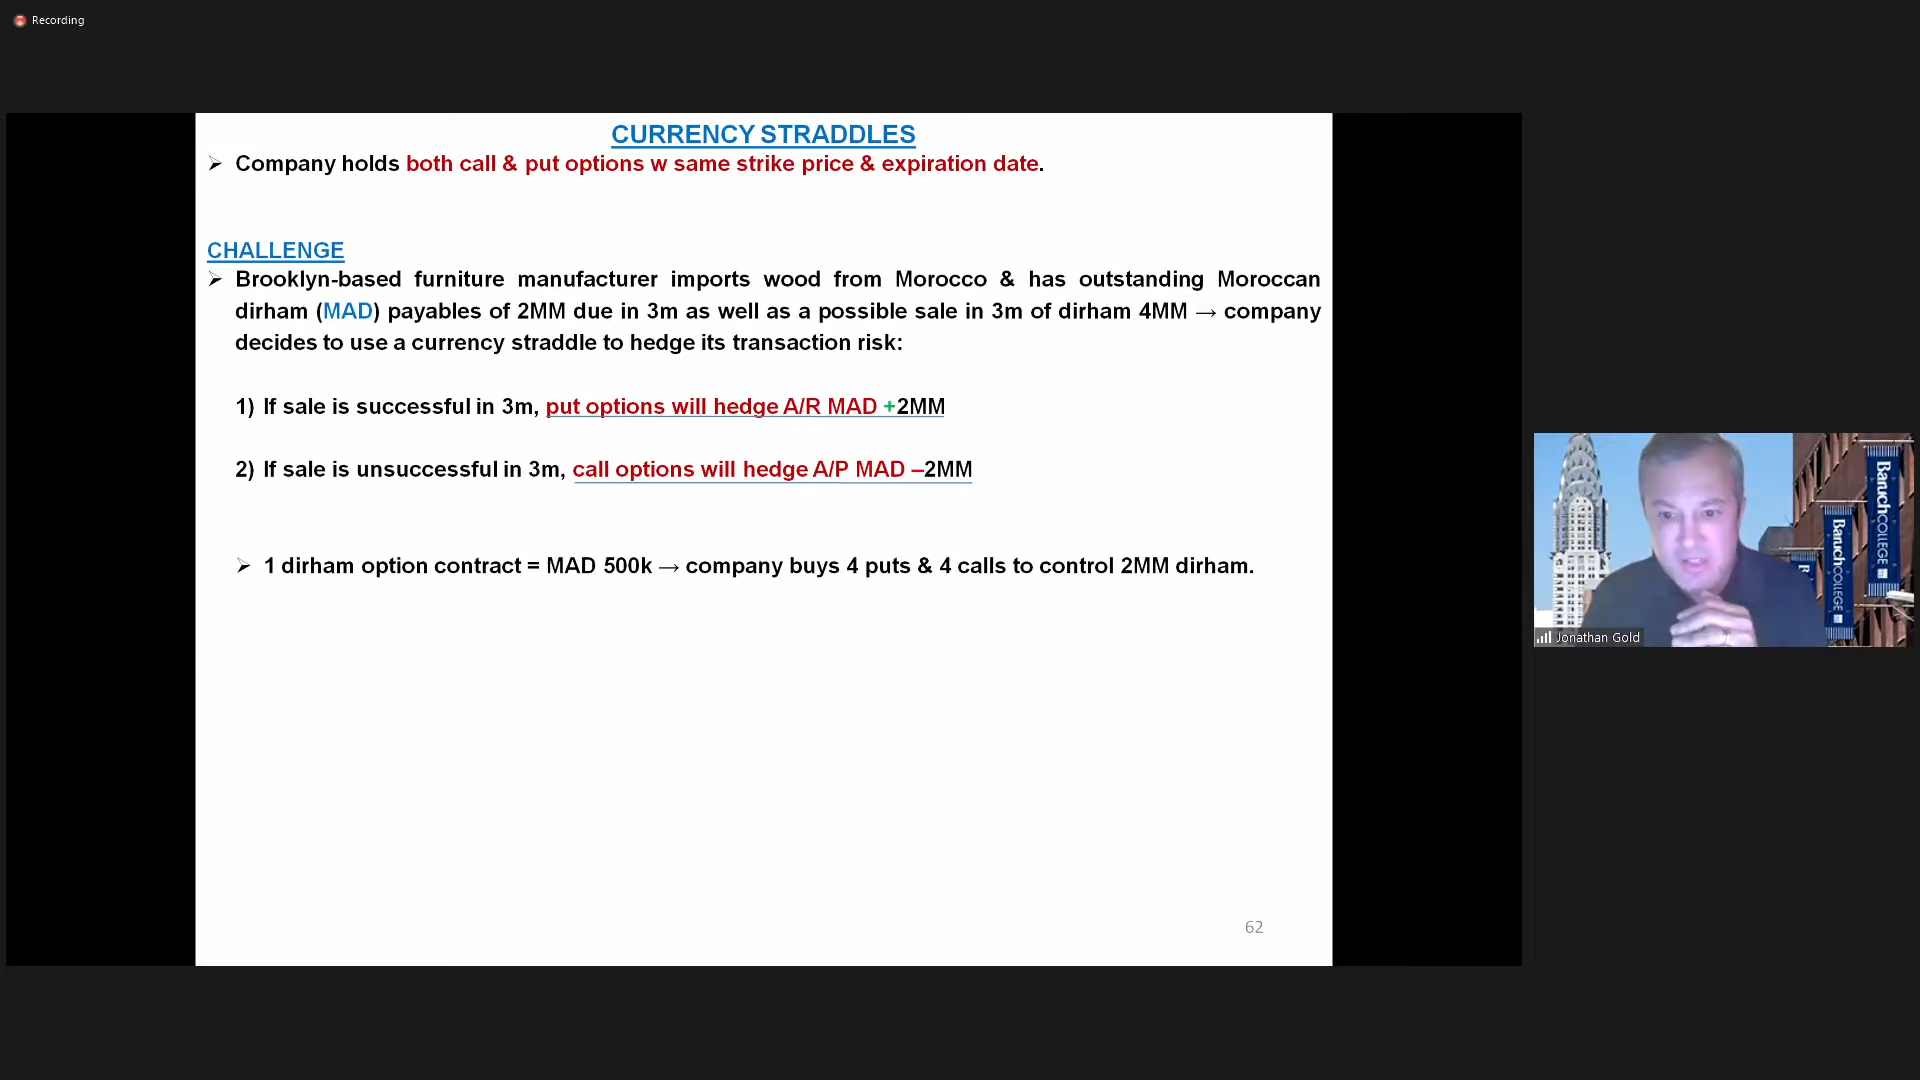 Recording
CURRENCY STRADDLES
➢ Company holds both call & put options w same strike price & expiration date.
CHALLENGE
➢ Brooklyn-based furniture manufacturer imports wood from Morocco & has outstanding Moroccan
dirham (MAD) payables of 2MM due in 3m as well as a possible sale in 3m of dirham 4MM → company
decides to use a currency straddle to hedge its transaction risk:
1) If sale is successful in 3m, put options will hedge A/R MAD +2MM
2) If sale is unsuccessful in 3m, call options will hedge A/P MAD –2MM
➢ 1 dirham option contract = MAD 500k → company buys 4 puts & 4 calls to control 2MM dirham.
62
Baruch COLLEGE
Baruch COLLEGE
Jonathan Gold